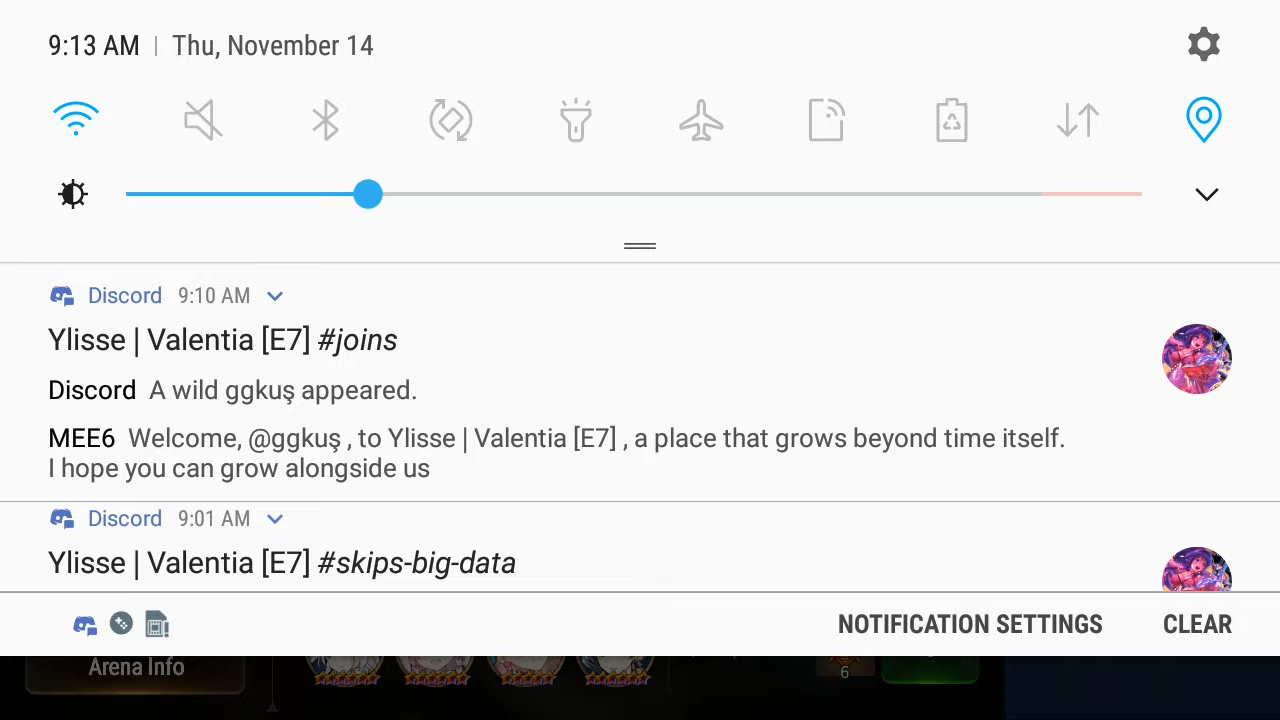 9:13 AM | Thu, November 14
Discord 9:10 AM
Ylisse | Valentia [E7] #joins
Discord A wild ggkuş appeared.
MEE6 Welcome, @ggkuş , to Ylisse | Valentia [E7] , a place that grows beyond time itself.
I hope you can grow alongside us
Discord 9:01 AM
Ylisse | Valentia [E7] #skips-big-data
NOTIFICATION SETTINGS CLEAR
Arena Info
6